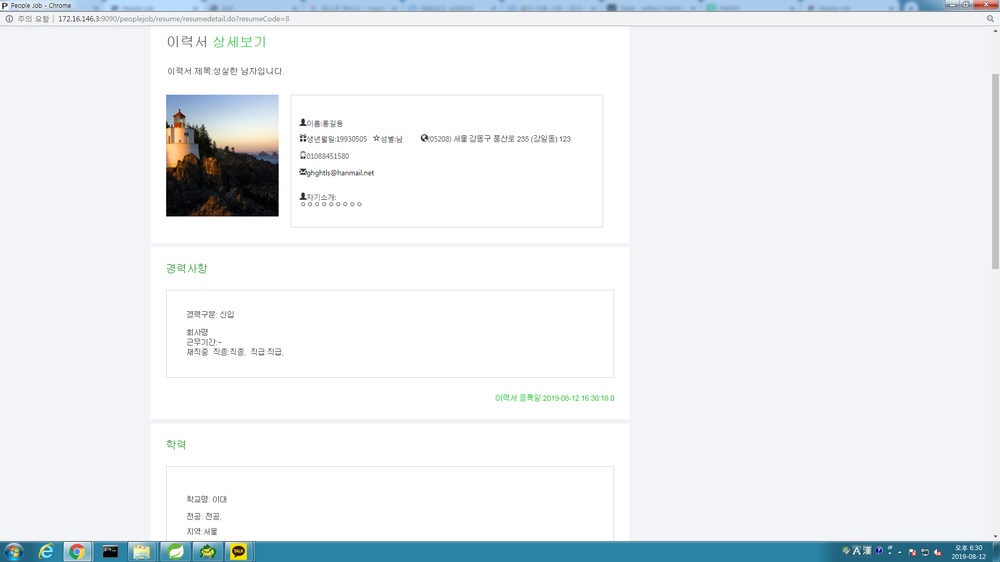 People Job - Chrome
주의 요함 172.16.146.3:9090/peoplejob/resume/resumedetail.do?resumeCode=8
이력서 상세보기
이력서 제목:성실한 남자입니다.
이름:홍길동
생년월일:19930505 ☆성별:남 (05208) 서울 강동구 풍산로 235 (강일동) 123
01088451580
ghghtls@hanmail.net
자기소개:
ㅇㅇㅇㅇㅇㅇㅇㅇㅇ
경력사항
경력구분: 신입
회사명
근무기간:~
재직중 직종:직종, 직급:직급,
이력서 등록일:2019-08-12 16:30:18.0
학력
학교명: 이대
전공: 전공,
지역:서울
C:\_
TALK
A 漢 ?
오후 6:30
2019-08-12